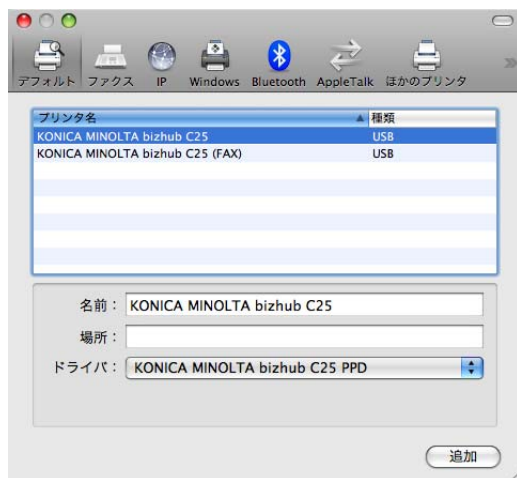 デフォルト ファクス IP Windows Bluetooth AppleTalk ほかのプリンタ
プリンタ名 種類
KONICA MINOLTA bizhub C25 USB
KONICA MINOLTA bizhub C25 (FAX) USB
名前： KONICA MINOLTA bizhub C25
場所：
ドライバ： KONICA MINOLTA bizhub C25 PPD
追加